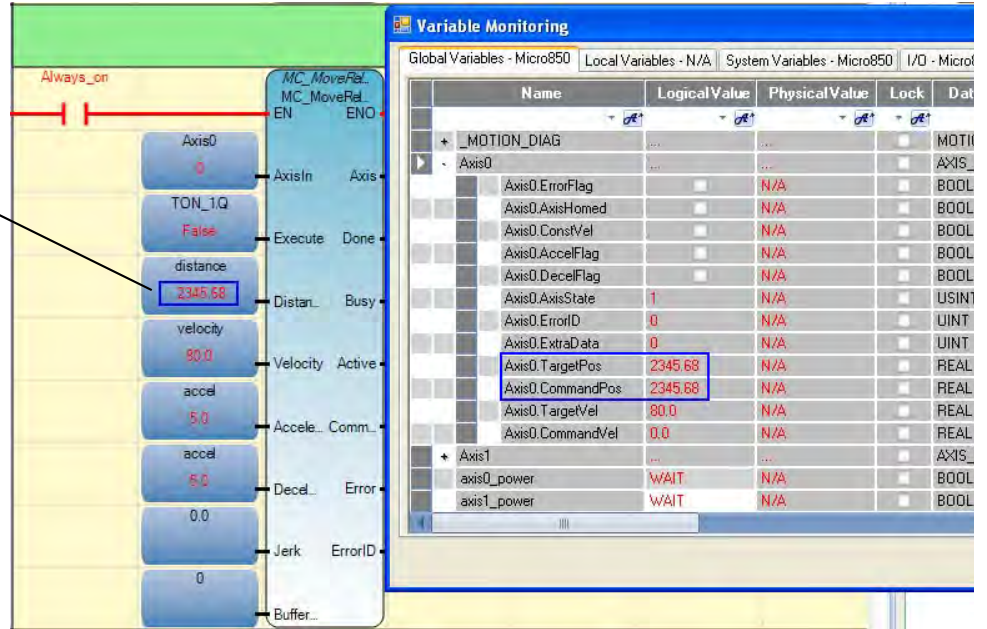 Always_on
MC_MoveRel..
MC_MoveRel..
EN ENO
Axis0
0
AxisIn Axis
TON_1.Q
False
Execute Done
distance
2345.68
Distan.. Busy
velocity
80.0
Velocity Active
accel
5.0
Accele... Comm...
accel
5.0
Decel.. Error
0.0
Jerk ErrorID
0
Buffer...
Variable Monitoring
Global Variables - Micro850 Local Variables - N/A System Variables - Micro850 I/O - Micro8
Name Logical Value Physical Value Lock Dat
+ _MOTION_DIAG ... ... MOTI
- Axis0 ... ... AXIS_
Axis0.ErrorFlag N/A BOOL
Axis0.AxisHomed N/A BOOL
Axis0.ConstVel N/A BOOL
Axis0.AccelFlag N/A BOOL
Axis0.DecelFlag N/A BOOL
Axis0.AxisState 1 N/A USINT
Axis0.ErrorID 0 N/A UINT
Axis0.ExtraData 0 N/A UINT
Axis0.TargetPos 2345.68 N/A REAL
Axis0.CommandPos 2345.68 N/A REAL
Axis0.TargetVel 80.0 N/A REAL
Axis0.CommandVel 0.0 N/A REAL
+ Axis1 ... ... AXIS_
axis0_power WAIT N/A BOOL
axis1_power WAIT N/A BOOL